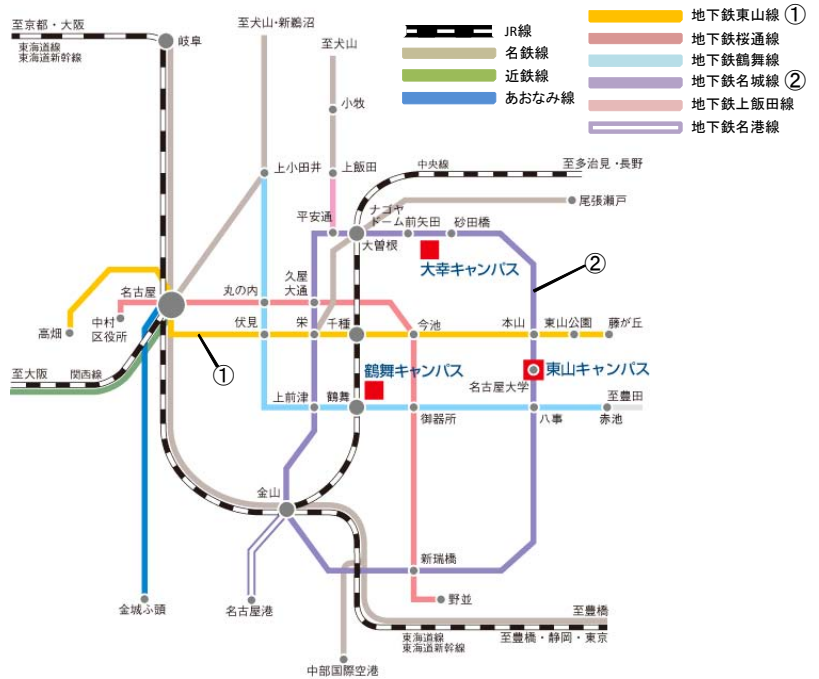 至京都・大阪
東海道線
東海道新幹線
岐阜
至犬山・新鵜沼
至犬山
小牧
JR線
名鉄線
近鉄線
あおなみ線
地下鉄東山線 ①
地下鉄桜通線
地下鉄鶴舞線
地下鉄名城線 ②
地下鉄上飯田線
地下鉄名港線
上小田井
上飯田
中央線
至多治見・長野
尾張瀬戸
平安通
ナゴヤ
ドーム前矢田
砂田橋
大曽根
大幸キャンパス
②
名古屋
丸の内
久屋
大通
高畑
中村
区役所
伏見
栄
千種
今池
本山
東山公園
藤が丘
①
至大阪
関西線
鶴舞キャンパス
東山キャンパス
名古屋大学
上前津
鶴舞
御器所
八事
至豊田
赤池
金山
新瑞橋
金城ふ頭
名古屋港
野並
至豊橋
東海道線
東海道新幹線
至豊橋・静岡・東京
中部国際空港